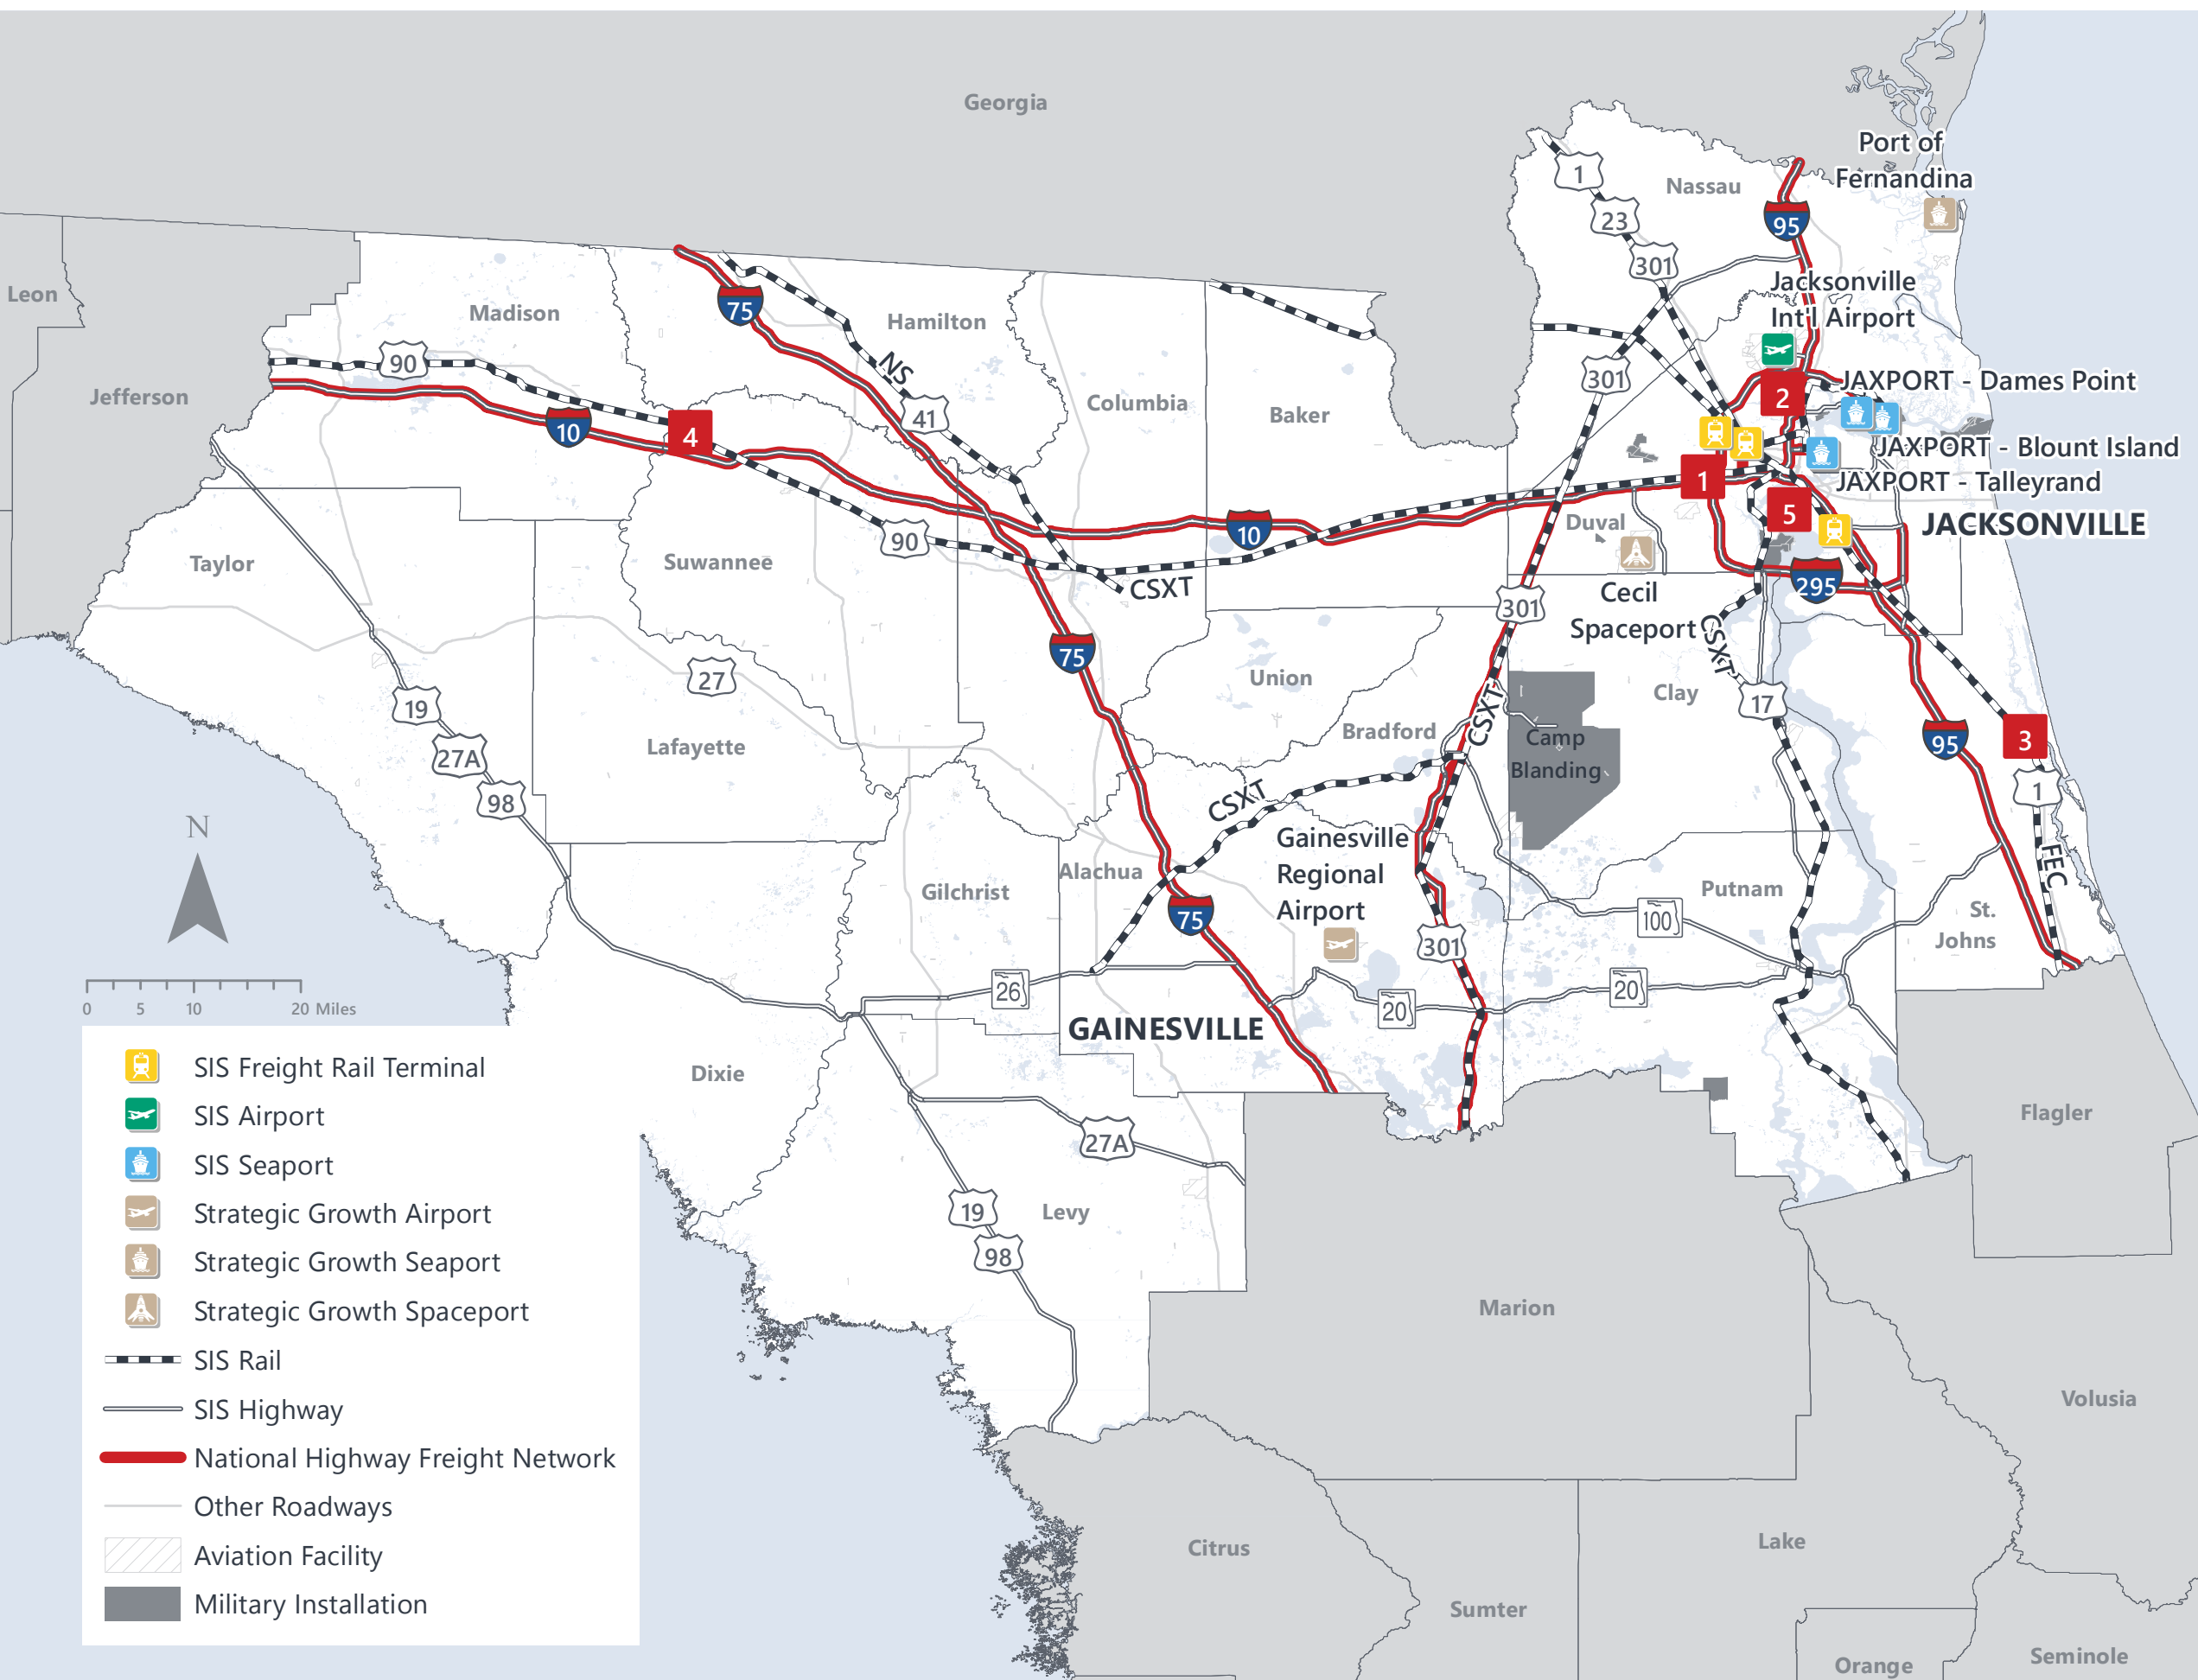 Georgia
Port of
Fernandina
1
Nassau
23
95
301
Leon
Jacksonville
Int'l Airport
75
Madison
Hamilton
NS
90
301
JAXPORT - Dames Point
Jefferson
2
Columbia
Baker
41
10
4
JAXPORT - Blount Island
1
JAXPORT - Talleyrand
5
Duval
JACKSONVILLE
10
90
Taylor
Suwannee
CSXT
295
Cecil
Spaceport
301
CSXT
75
27
Union
Clay
17
19
CSXT
Bradford
Camp
Blanding
95
3
Lafayette
27A
98
1
CSXT
N
Gainesville
Regional
Airport
FEC
Alachua
Gilchrist
Putnam
75
100
St.
Johns
301
26
20
20
0 5 10 20 Miles
GAINESVILLE
SIS Freight Rail Terminal
Dixie
SIS Airport
Flagler
27A
SIS Seaport
19
Levy
Strategic Growth Airport
98
Strategic Growth Seaport
Marion
Strategic Growth Spaceport
SIS Rail
Volusia
SIS Highway
National Highway Freight Network
Other Roadways
Citrus
Lake
Aviation Facility
Military Installation
Sumter
Seminole
Orange